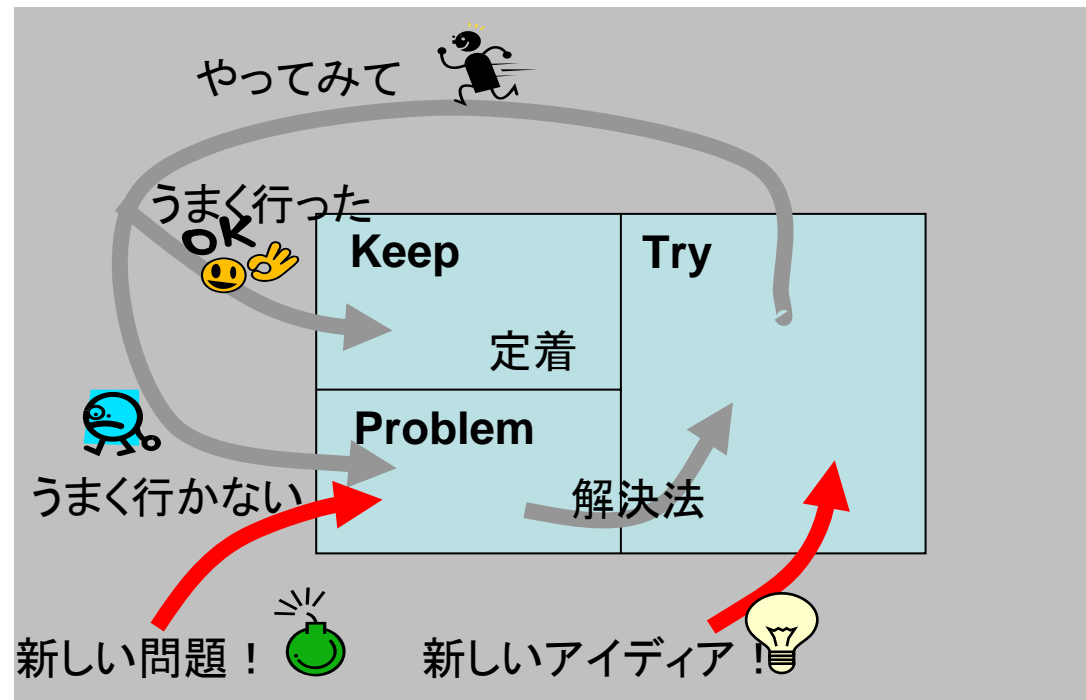 やってみて
うまく行った
OK
Keep
Try
定着
Problem
うまく行かない
解決法
新しい問題！
新しいアイディア！